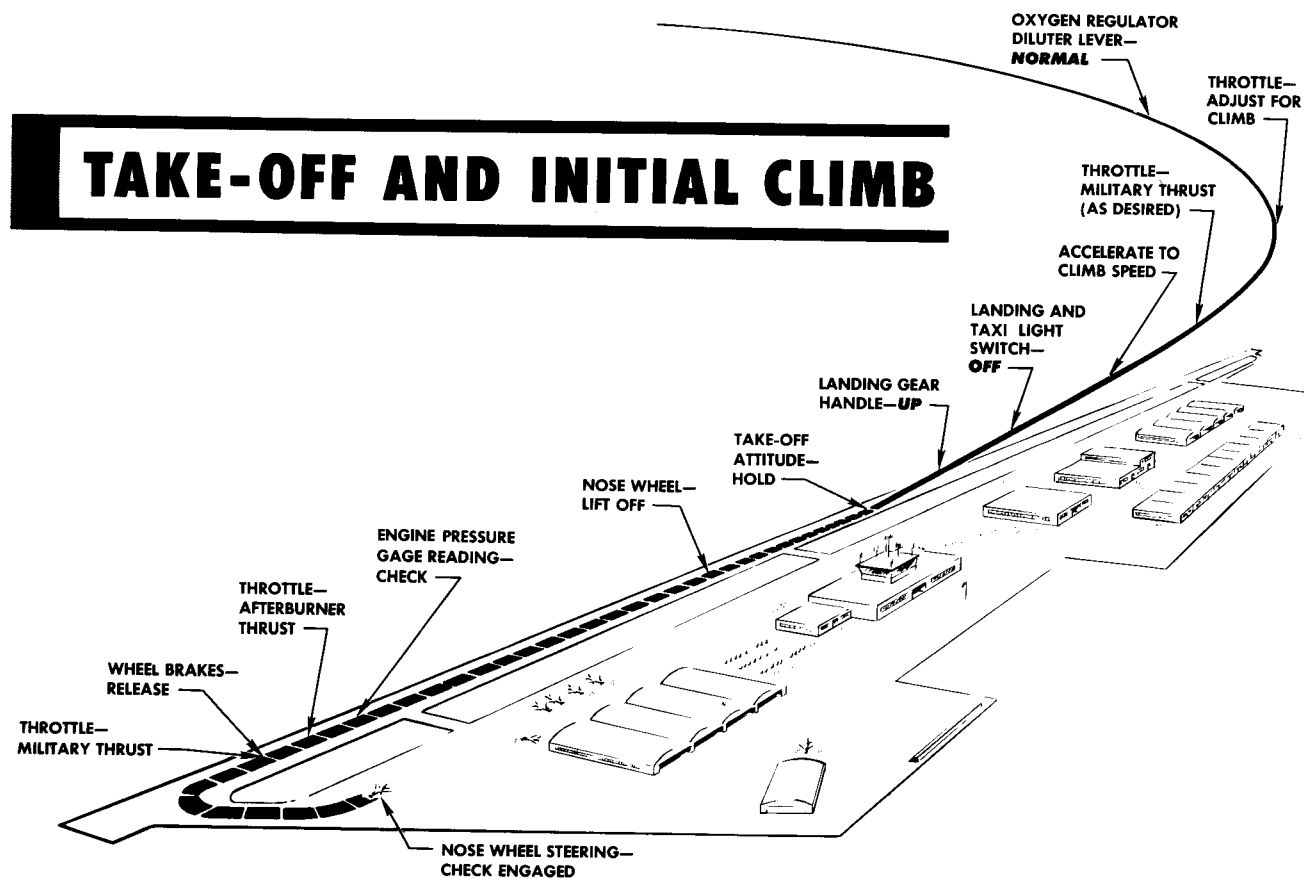 OXYGEN REGULATOR
DILUTER LEVER—
NORMAL
THROTTLE—
ADJUST FOR
CLIMB
TAKE-OFF AND INITIAL CLIMB
THROTTLE—
MILITARY THRUST
(AS DESIRED)
ACCELERATE TO
CLIMB SPEED
LANDING AND
TAXI LIGHT
SWITCH—
OFF
LANDING GEAR
HANDLE—UP
TAKE-OFF
ATTITUDE—
HOLD
NOSE WHEEL—
LIFT OFF
ENGINE PRESSURE
GAGE READING—
CHECK
THROTTLE—
AFTERBURNER
THRUST
WHEEL BRAKES—
RELEASE
THROTTLE—
MILITARY THRUST
NOSE WHEEL STEERING—
CHECK ENGAGED